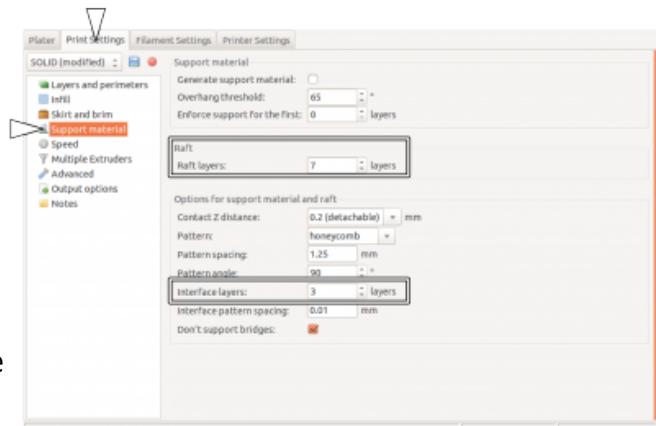 Plater Print Settings Filament Settings Printer Settings
SOLID (modified)
Layers and perimeters
Infill
Skirt and brim
Support material
Speed
Multiple Extruders
Advanced
Output options
Notes
Support material
Generate support material:
Overhang threshold: 65 °
Enforce support for the first: 0 layers
Raft
Raft layers: 7 layers
Options for support material and raft
Contact Z distance: 0.2 (detachable) mm
Pattern: honeycomb
Pattern spacing: 1.25 mm
Pattern angle: 90 °
Interface layers: 3 layers
Interface pattern spacing: 0.01 mm
Don't support bridges:
e